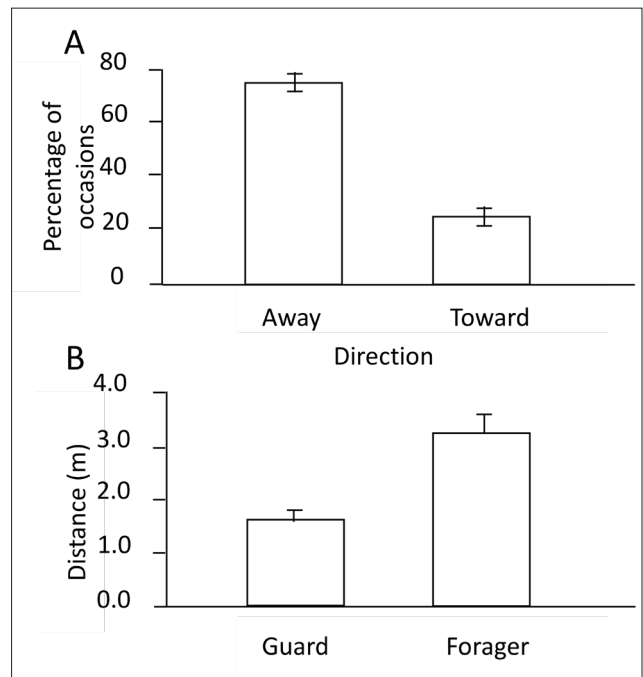 A
80
60
40
20
0
Percentage of
occasions
Away Toward
Direction
B
4.0
3.0
2.0
1.0
0.0
Distance (m)
Guard Forager